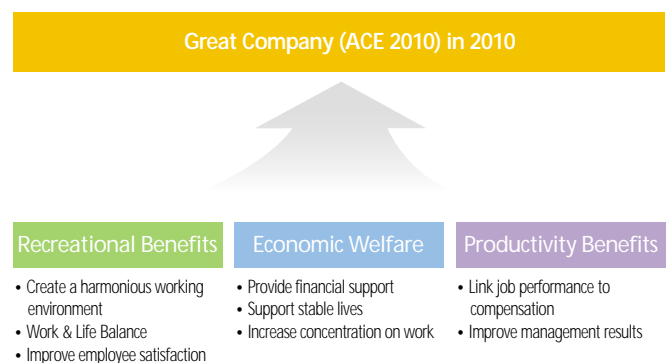 Great Company (ACE 2010) in 2010
Recreational Benefits
• Create a harmonious working
environment
• Work & Life Balance
• Improve employee satisfaction
Economic Welfare
• Provide financial support
• Support stable lives
• Increase concentration on work
Productivity Benefits
• Link job performance to
compensation
• Improve management results